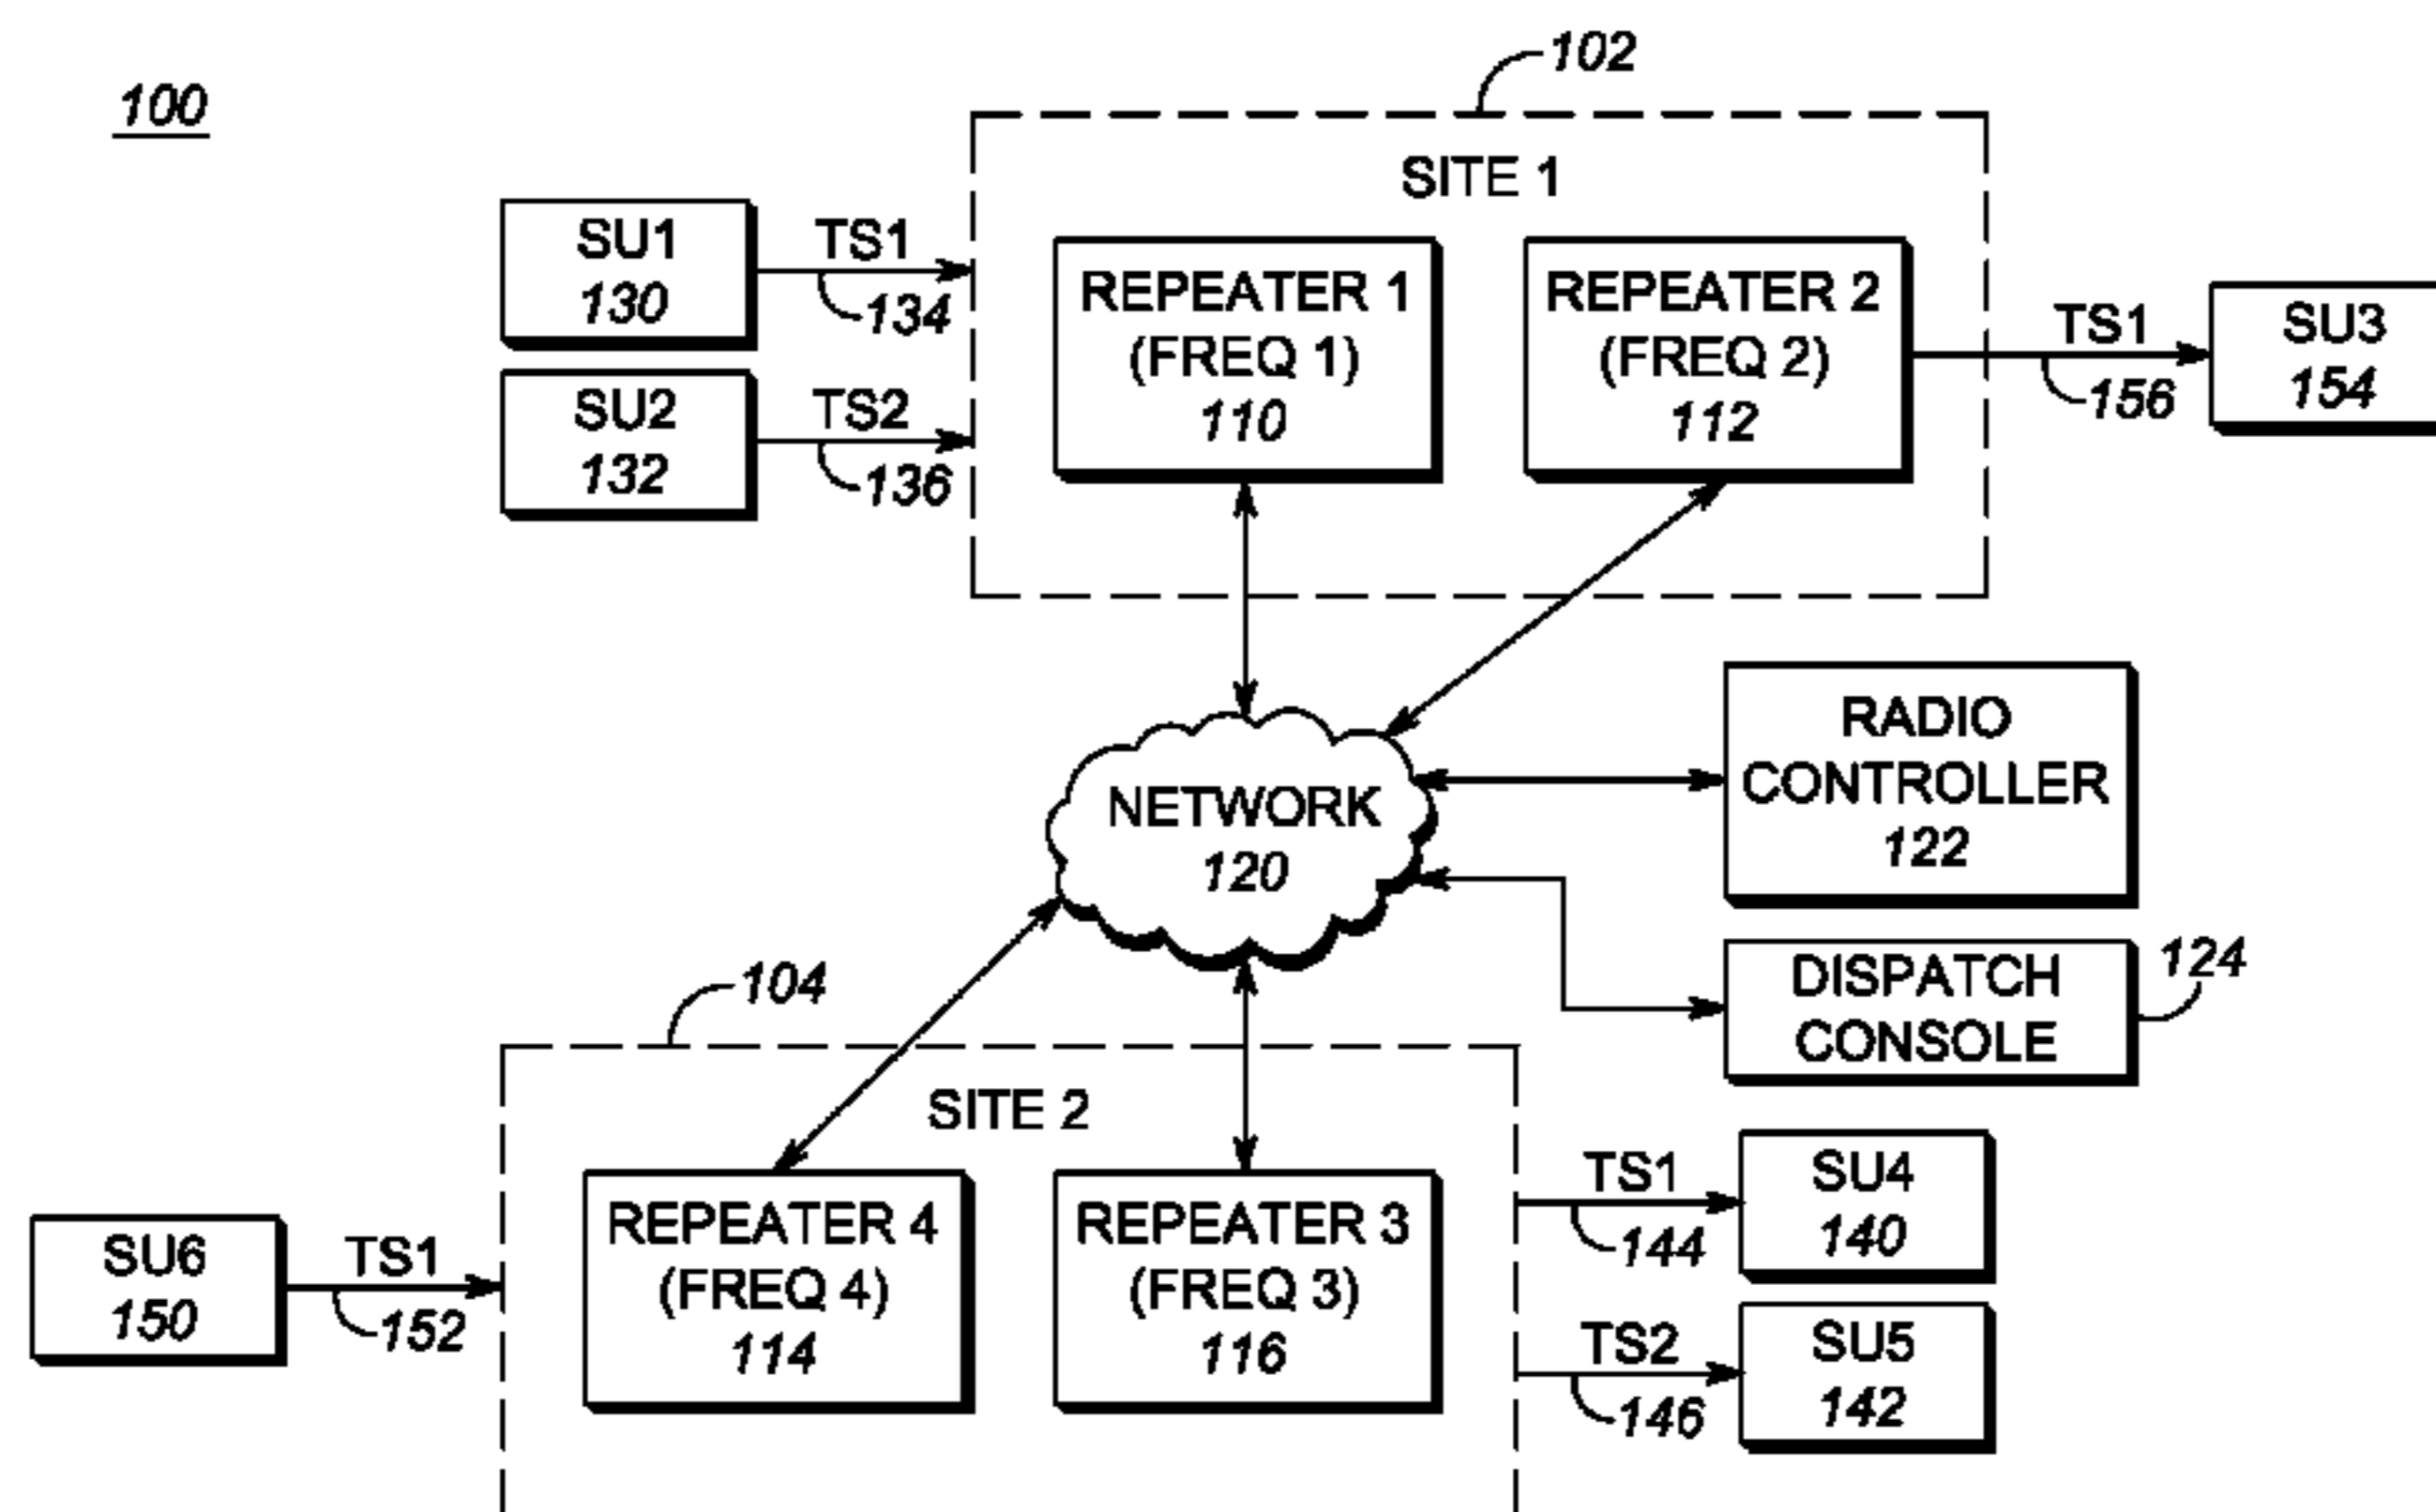 100
102
SITE 1
SU1
130
TS1
134
SU2
132
TS2
136
REPEATER 1
(FREQ 1)
110
REPEATER 2
(FREQ 2)
112
TS1
156
SU3
154
NETWORK
120
RADIO
CONTROLLER
122
DISPATCH
CONSOLE
124
104
SITE 2
SU6
150
TS1
152
REPEATER 4
(FREQ 4)
114
REPEATER 3
(FREQ 3)
116
TS1
144
SU4
140
TS2
146
SU5
142